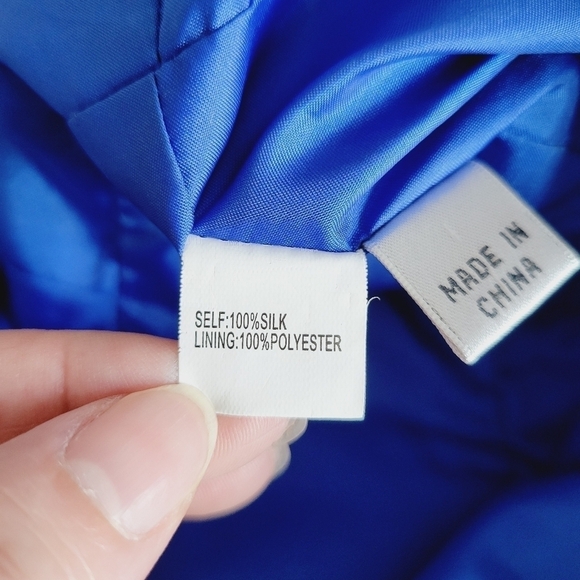 SELF:100%SILK
LINING:100%POLYESTER
MADE IN
CHINA